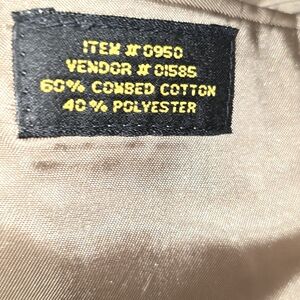 ITEM # 0950
VENDOR # 01585
60% COMBED COTTON
40% POLYESTER